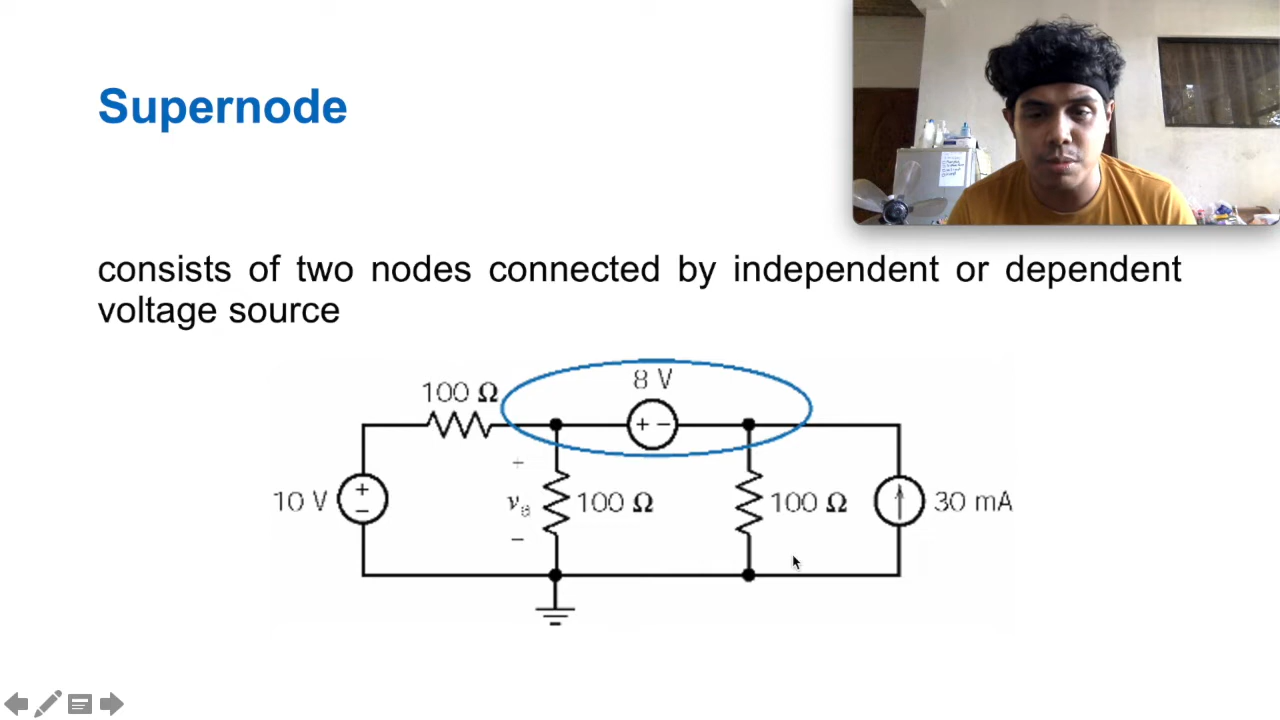 Supernode
consists of two nodes connected by independent or dependent
voltage source
100 Ω
8 V
+ −
+
10 V
+
−
vₐ
100 Ω
100 Ω
30 mA
−